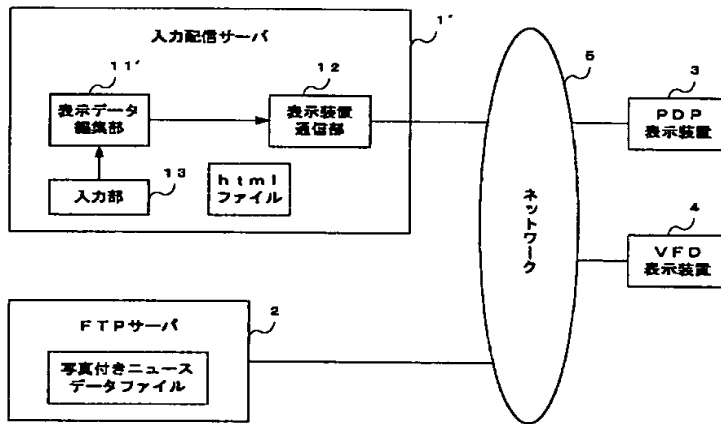 入力配信サーバ
1'
11'
表示データ
編集部
12
表示装置
通信部
13
入力部
html
ファイル
5
ネットワーク
3
PDP
表示装置
4
VFD
表示装置
FTPサーバ
2
写真付きニュース
データファイル